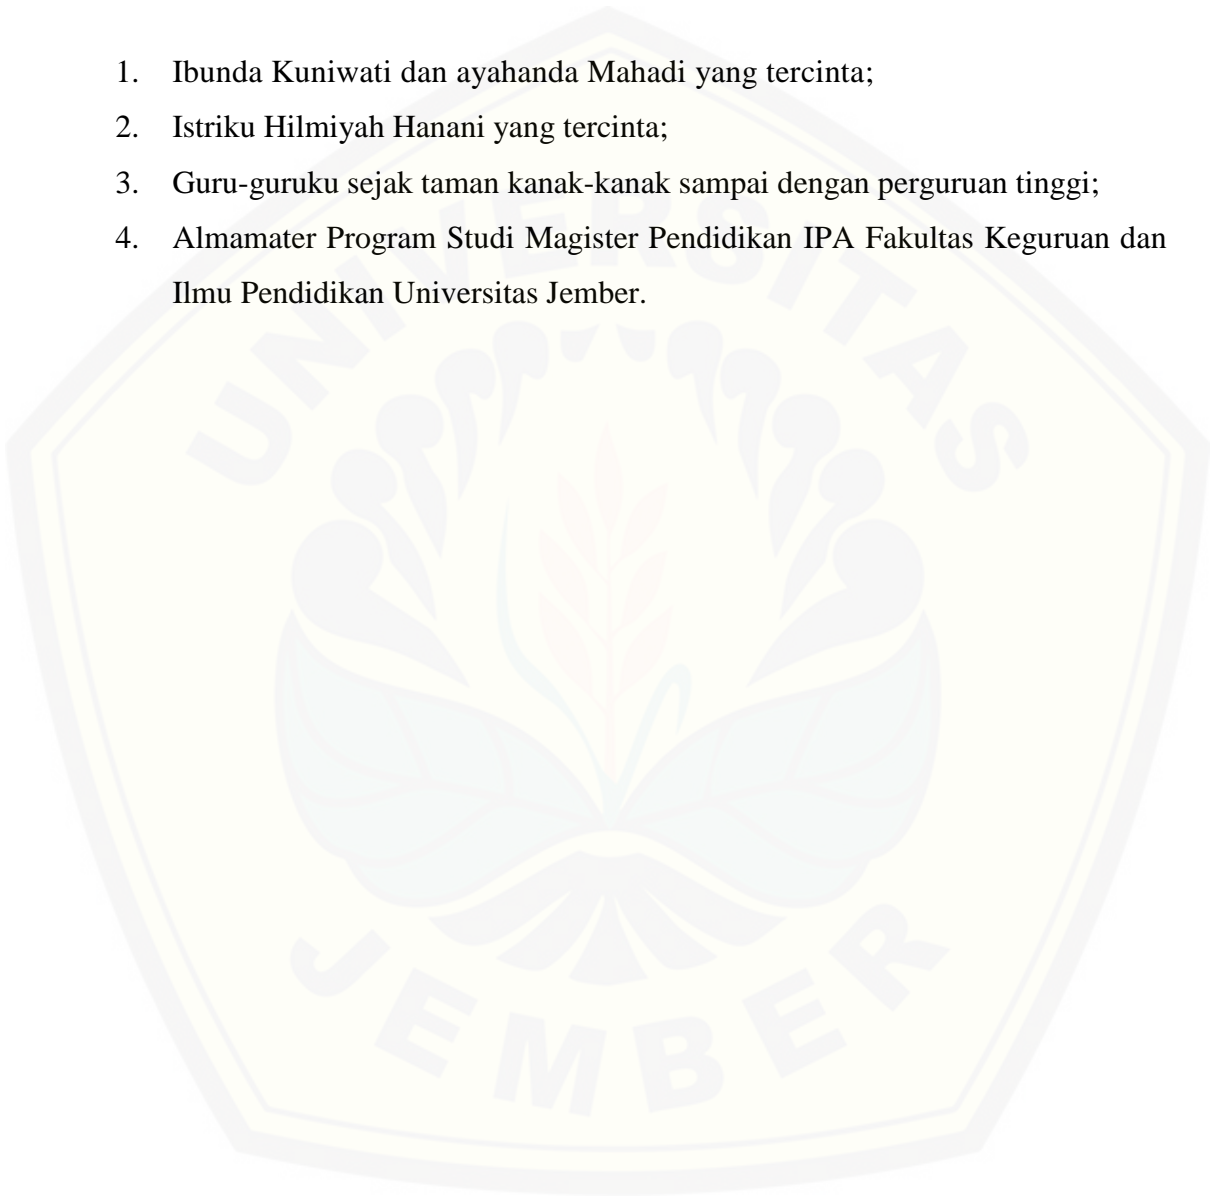 1. Ibunda Kuniwati dan ayahanda Mahadi yang tercinta;
2. Istriku Hilmiyah Hanani yang tercinta;
3. Guru-guruku sejak taman kanak-kanak sampai dengan perguruan tinggi;
4. Almamater Program Studi Magister Pendidikan IPA Fakultas Keguruan dan
Ilmu Pendidikan Universitas Jember.
UNIVERSITAS
JEMBER